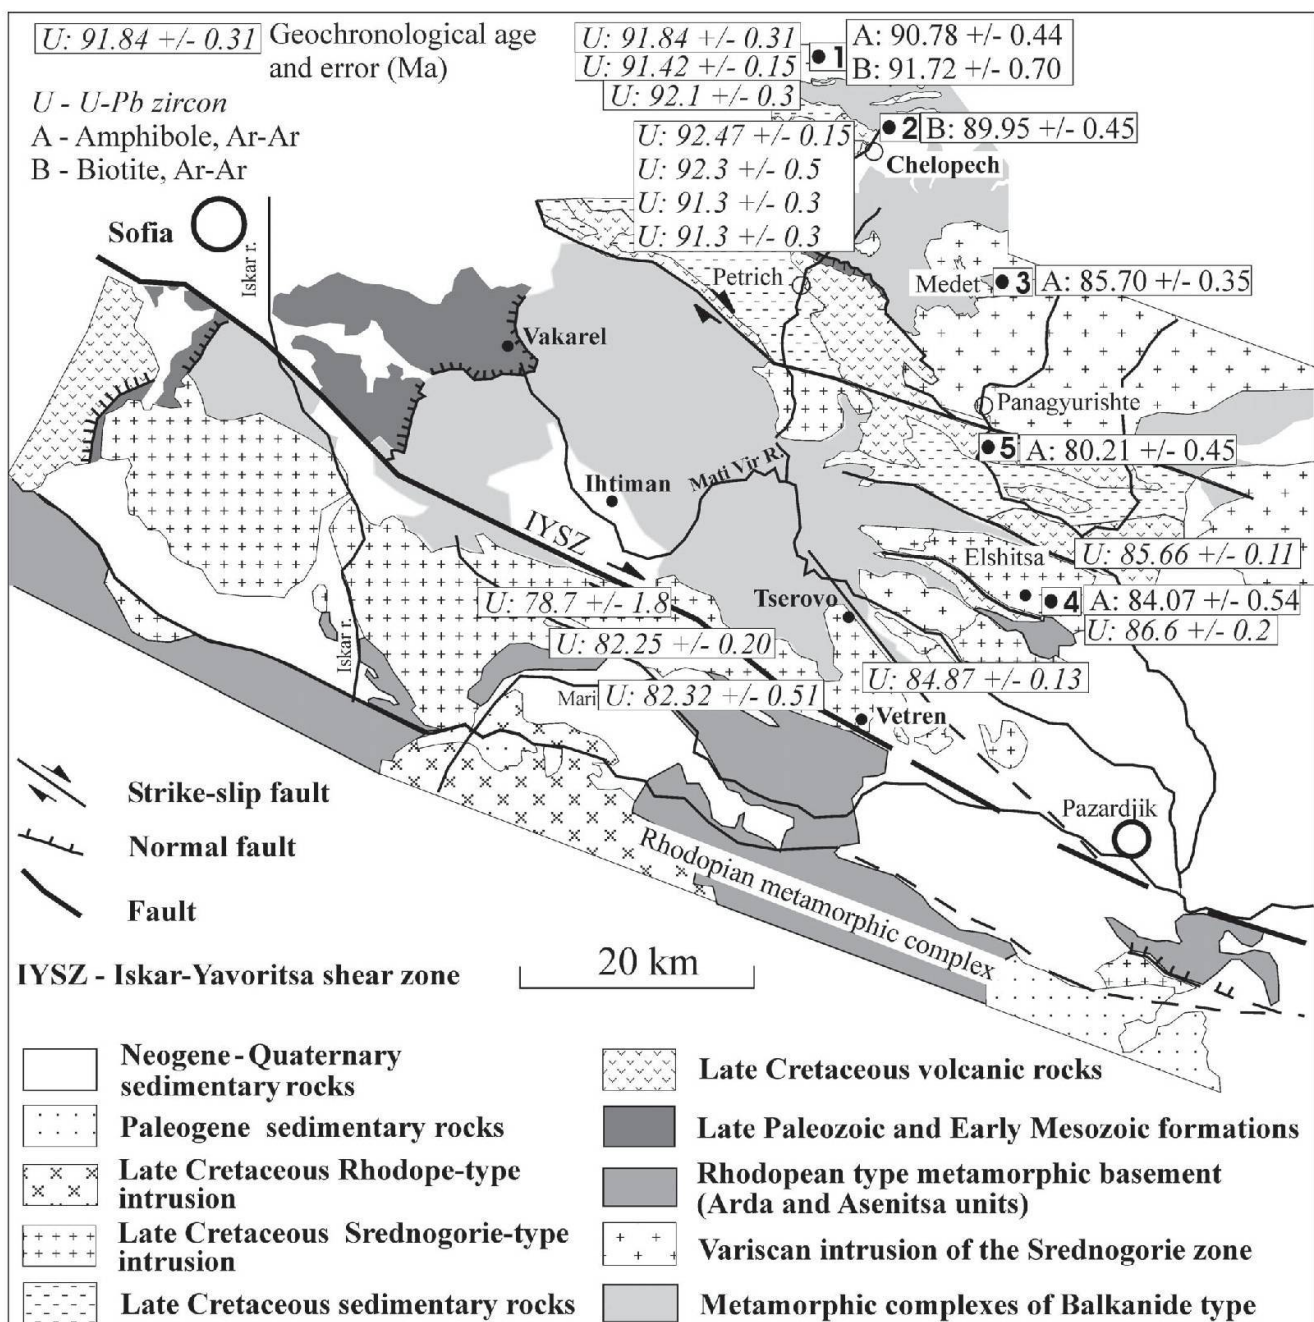 U: 91.84 +/- 0.31 Geochronological age
and error (Ma)
U - U-Pb zircon
A - Amphibole, Ar-Ar
B - Biotite, Ar-Ar
U: 91.84 +/- 0.31
U: 91.42 +/- 0.15
U: 92.1 +/- 0.3
1
A: 90.78 +/- 0.44
B: 91.72 +/- 0.70
2 B: 89.95 +/- 0.45
Chelopech
U: 92.47 +/- 0.15
U: 92.3 +/- 0.5
U: 91.3 +/- 0.3
U: 91.3 +/- 0.3
Sofia
Iskar r.
Petrich
Medet 3 A: 85.70 +/- 0.35
Vakarel
Panagyurishte
5 A: 80.21 +/- 0.45
Mati Vir R.
Ihtiman
IYSZ
Elshitsa
U: 85.66 +/- 0.11
4 A: 84.07 +/- 0.54
U: 86.6 +/- 0.2
Tserovo
U: 78.7 +/- 1.8
U: 82.25 +/- 0.20
Iskar r.
U: 84.87 +/- 0.13
Mari
U: 82.32 +/- 0.51
Vetren
Pazardjik
Rhodopian metamorphic complex
Strike-slip fault
Normal fault
Fault
IYSZ - Iskar-Yavoritsa shear zone
20 km
Neogene-Quaternary
sedimentary rocks
Paleogene sedimentary rocks
Late Cretaceous Rhodope-type
intrusion
Late Cretaceous Srednogorie-type
intrusion
Late Cretaceous sedimentary rocks
Late Cretaceous volcanic rocks
Late Paleozoic and Early Mesozoic formations
Rhodopean type metamorphic basement
(Arda and Asenitsa units)
Variscan intrusion of the Srednogorie zone
Metamorphic complexes of Balkanide type